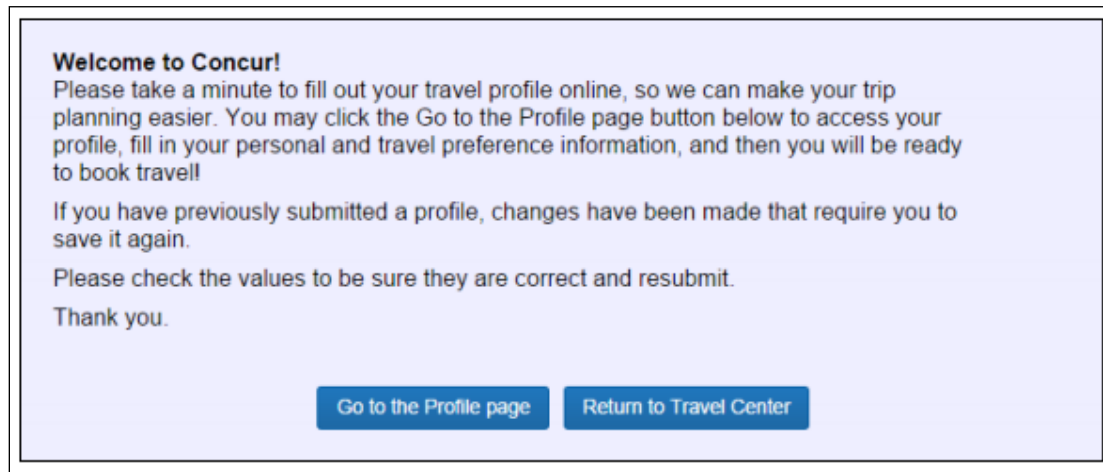 Welcome to Concur!
Please take a minute to fill out your travel profile online, so we can make your trip
planning easier. You may click the Go to the Profile page button below to access your
profile, fill in your personal and travel preference information, and then you will be ready
to book travel!
If you have previously submitted a profile, changes have been made that require you to
save it again.
Please check the values to be sure they are correct and resubmit.
Thank you.
Go to the Profile page
Return to Travel Center